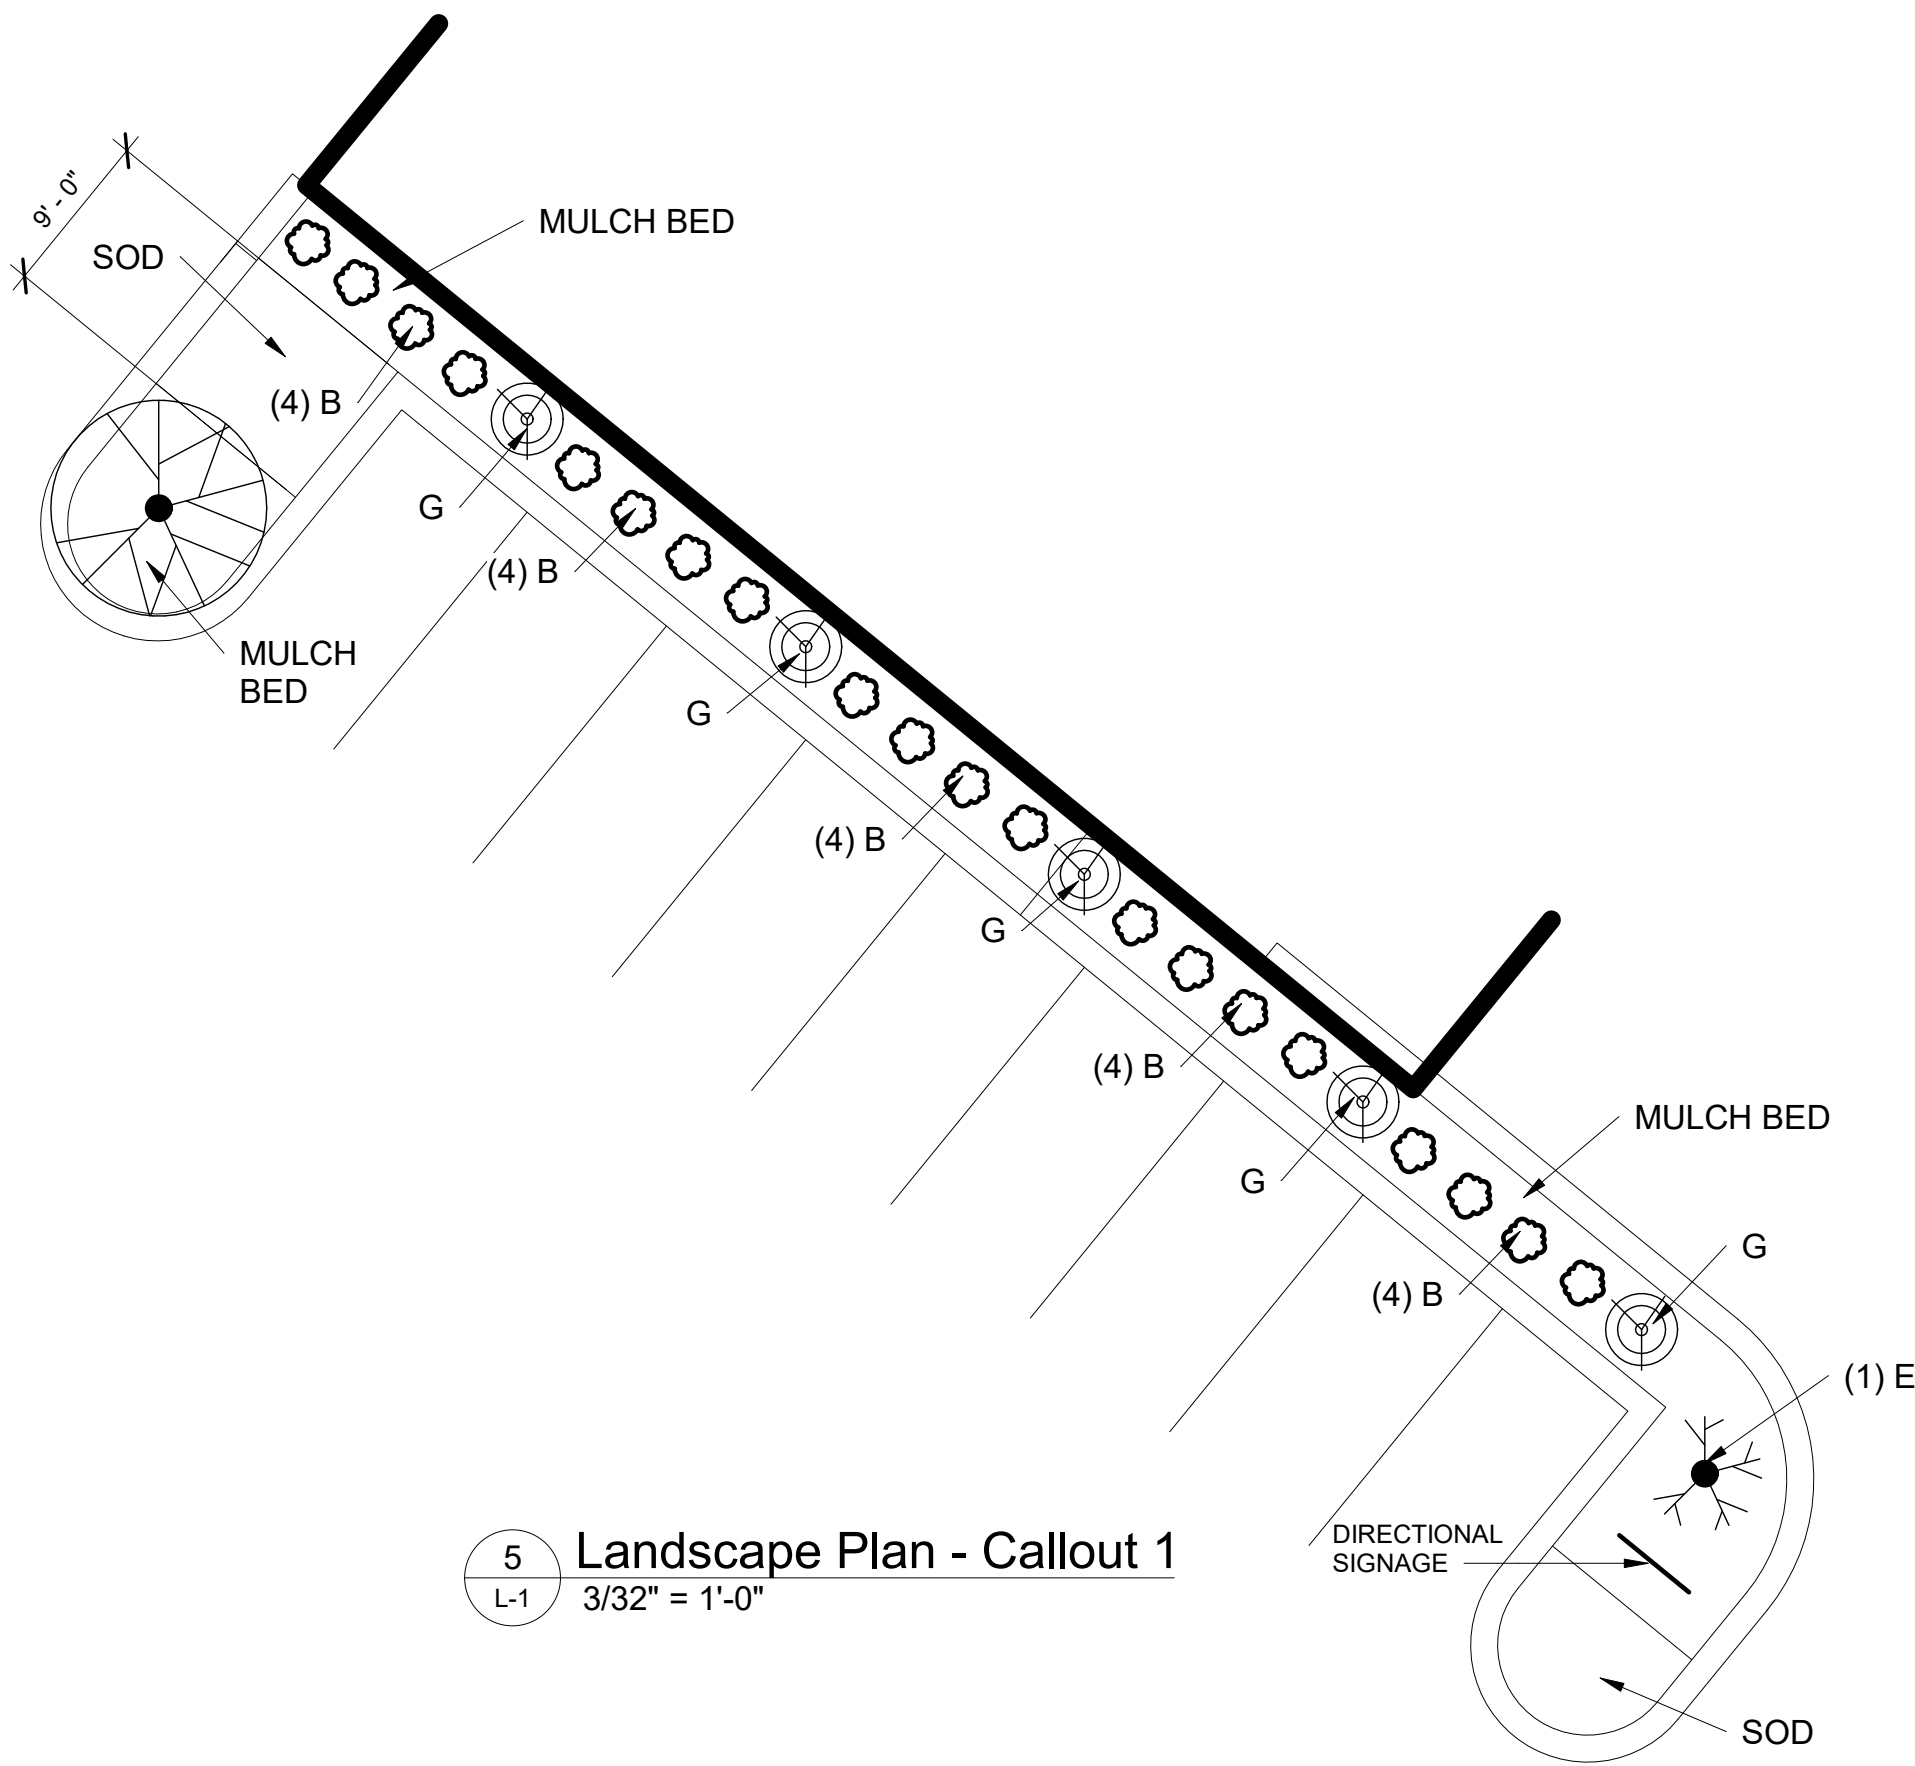 9' - 0"
MULCH BED
SOD
(4) B
G
(4) B
MULCH
BED
G
(4) B
G
(4) B
MULCH BED
G
G
(4) B
(1) E
DIRECTIONAL
SIGNAGE
5
Landscape Plan - Callout 1
L-1
3/32" = 1'-0"
SOD